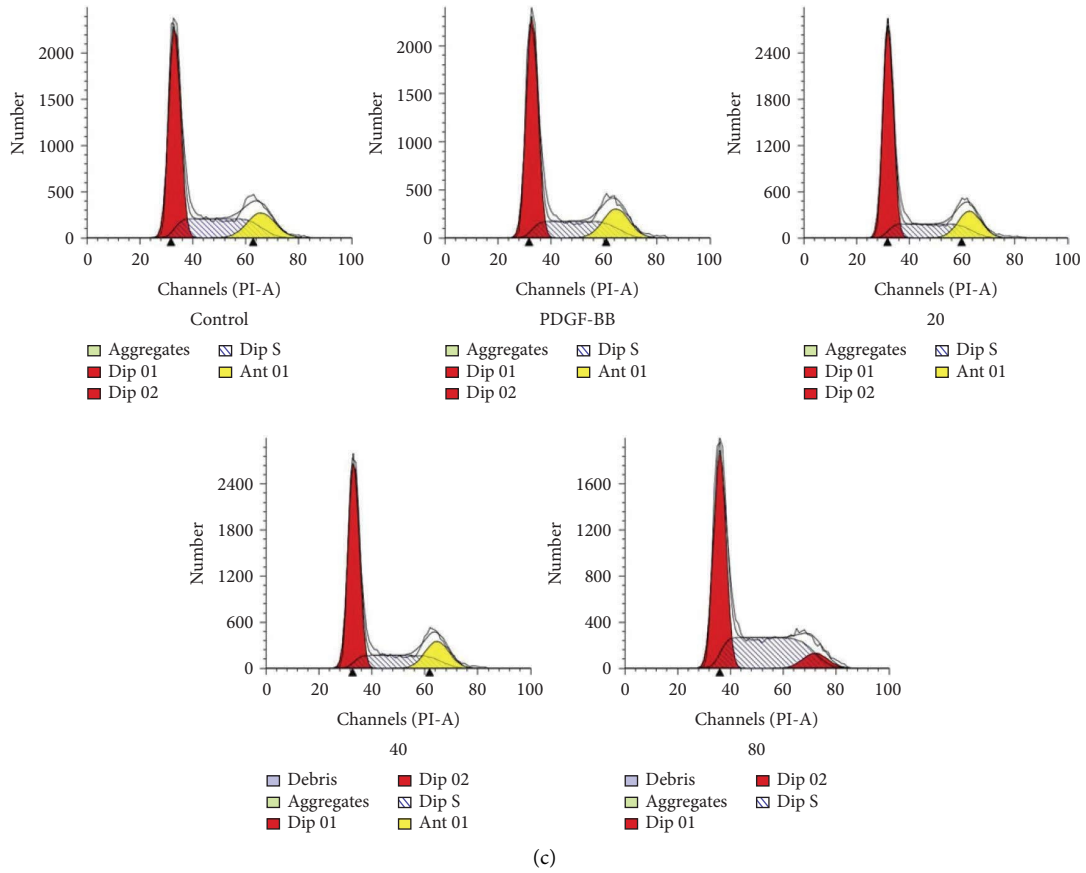 Number
2000
1500
1000
500
0
0 20 40 60 80 100
Channels (PI-A)
Control
Aggregates Dip S
Dip 01 Ant 01
Dip 02
Number
2000
1500
1000
500
0
0 20 40 60 80 100
Channels (PI-A)
PDGF-BB
Aggregates Dip S
Dip 01 Ant 01
Dip 02
Number
2400
1800
1200
600
0
0 20 40 60 80 100
Channels (PI-A)
20
Aggregates Dip S
Dip 01 Ant 01
Dip 02
Number
2400
1800
1200
600
0
0 20 40 60 80 100
Channels (PI-A)
40
Debris Dip 02
Aggregates Dip S
Dip 01 Ant 01
Number
1600
1200
800
400
0
0 20 40 60 80 100
Channels (PI-A)
80
Debris Dip 02
Aggregates Dip S
Dip 01
(c)